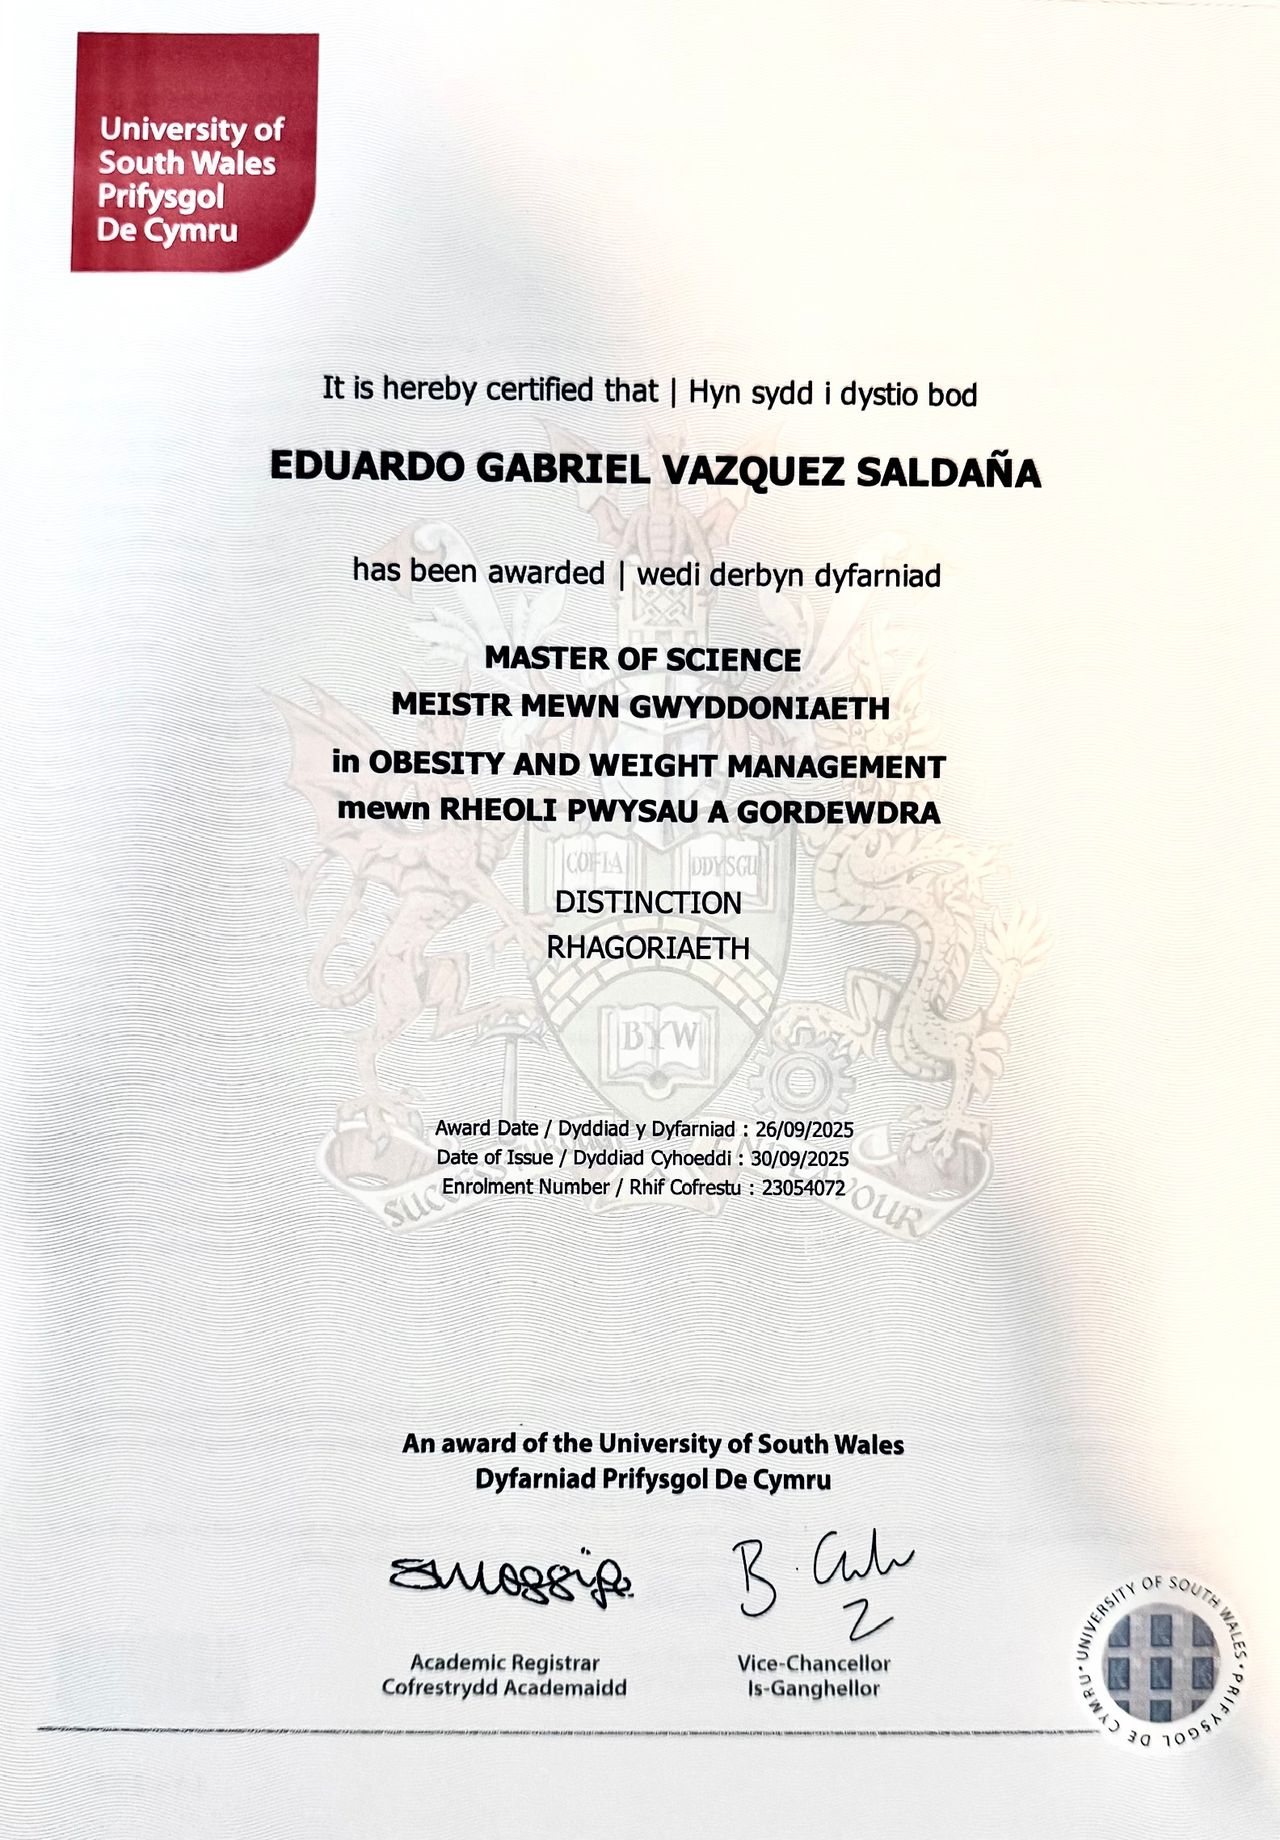 University of
South Wales
Prifysgol
De Cymru
It is hereby certified that | Hyn sydd i dystio bod
EDUARDO GABRIEL VAZQUEZ SALDAÑA
has been awarded | wedi derbyn dyfarniad
MASTER OF SCIENCE
MEISTR MEWN GWYDDONIAETH
in OBESITY AND WEIGHT MANAGEMENT
mewn RHEOLI PWYSAU A GORDEWDRA
COFIA DDYSGU
DISTINCTION
RHAGORIAETH
BYW
Award Date / Dyddiad y Dyfarniad : 26/09/2025
Date of Issue / Dyddiad Cyhoeddi : 30/09/2025
Enrolment Number / Rhif Cofrestu : 23054072
An award of the University of South Wales
Dyfarniad Prifysgol De Cymru
Academic Registrar
Cofrestrydd Academaidd
Vice-Chancellor
Is-Ganghellor
UNIVERSITY OF SOUTH WALES • PRIFYSGOL DE CYMRU •